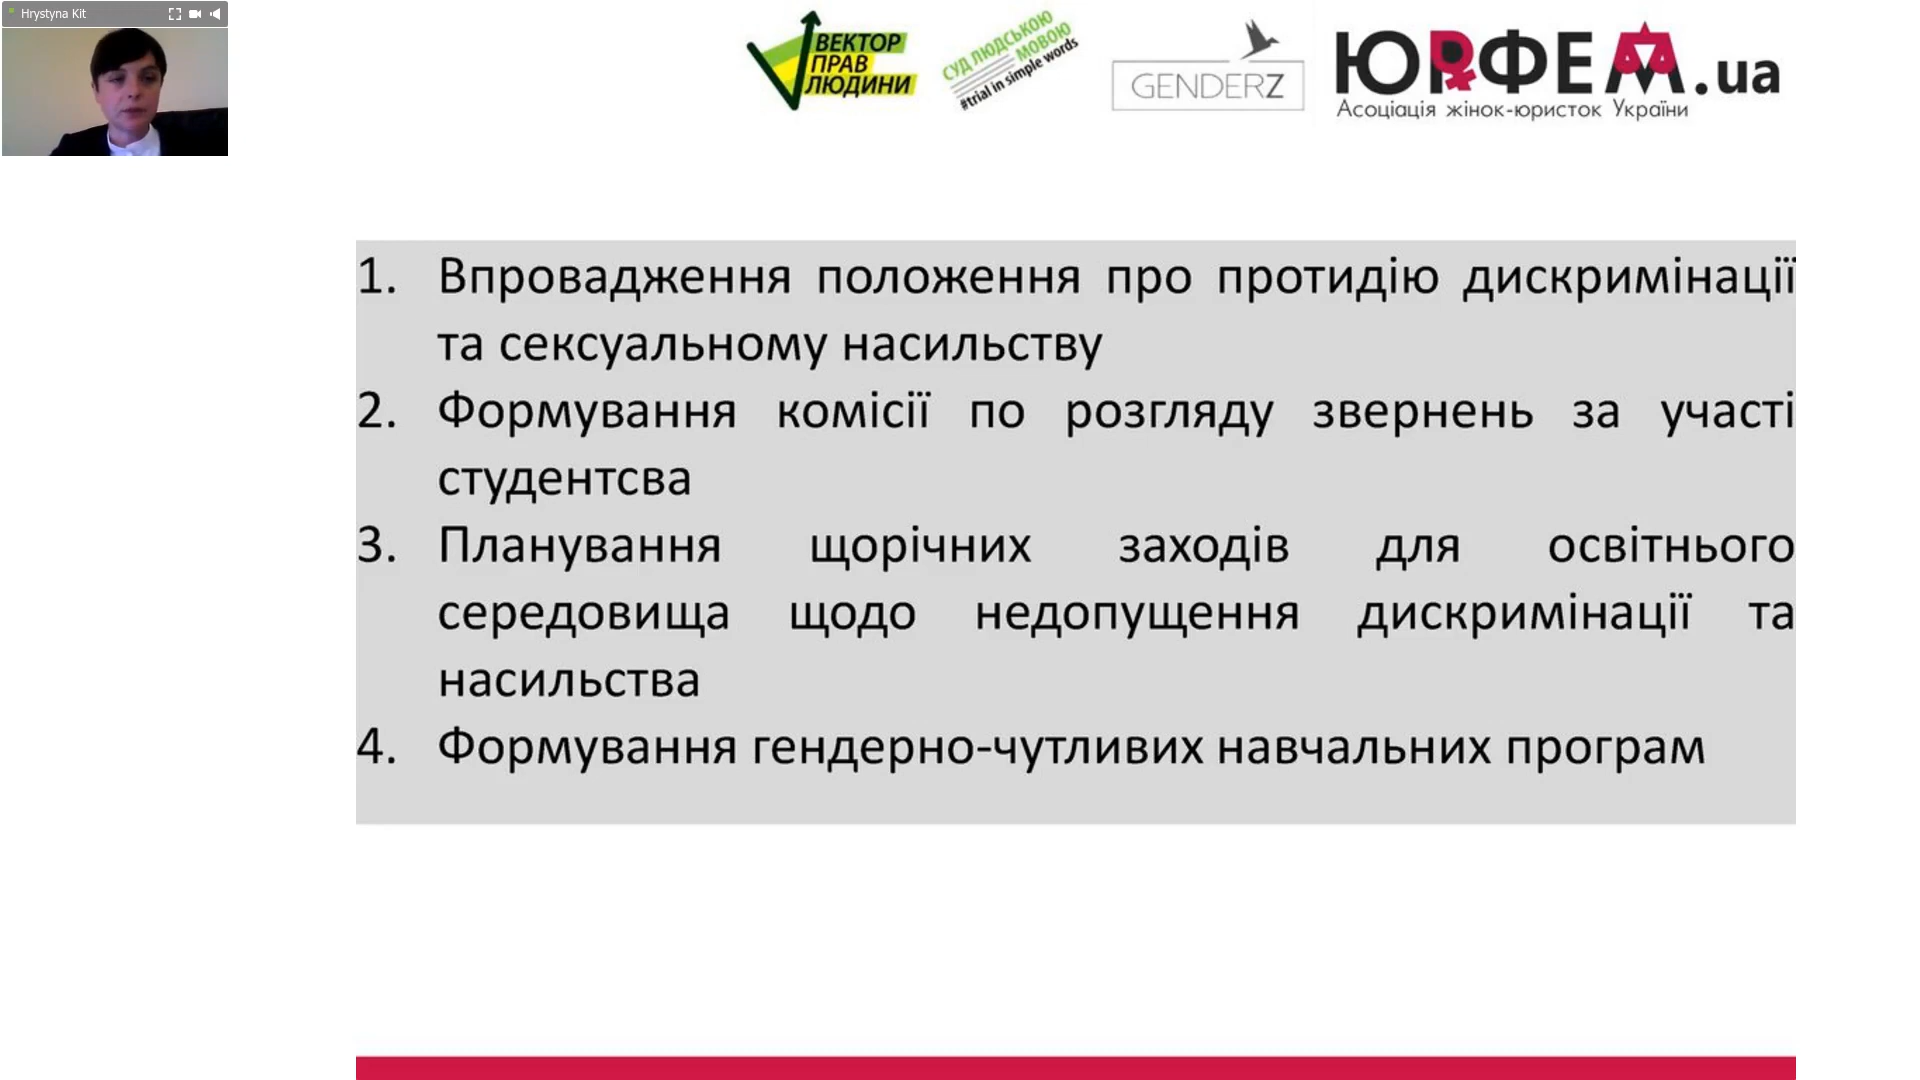 Hrystyna Kit
ВЕКТОР
ПРАВ
ЛЮДИНИ
СУД ЛЮДСЬКОЮ
МОВОЮ
#trial in simple words
GENDERZ
ЮРФЕМ.ua
Асоціація жінок-юристок України
1. Впровадження положення про протидію дискримінації
та сексуальному насильству
2. Формування комісії по розгляду звернень за участі
студентсва
3. Планування щорічних заходів для освітнього
середовища щодо недопущення дискримінації та
насильства
4. Формування гендерно-чутливих навчальних програм